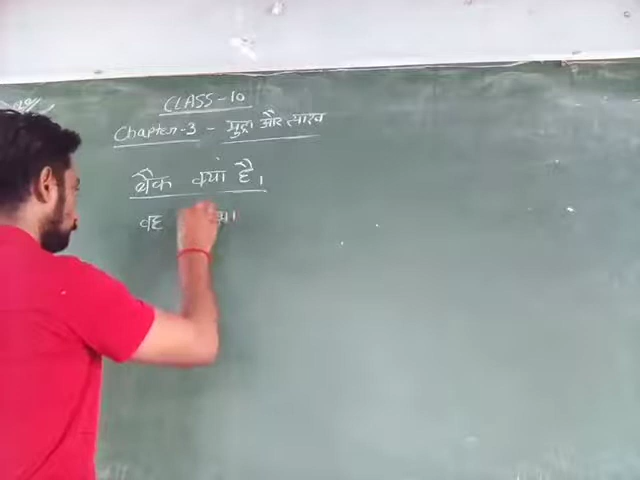 CLASS-10
Chapter-3 - मुद्रा और साख
बैंक क्या है।
वह